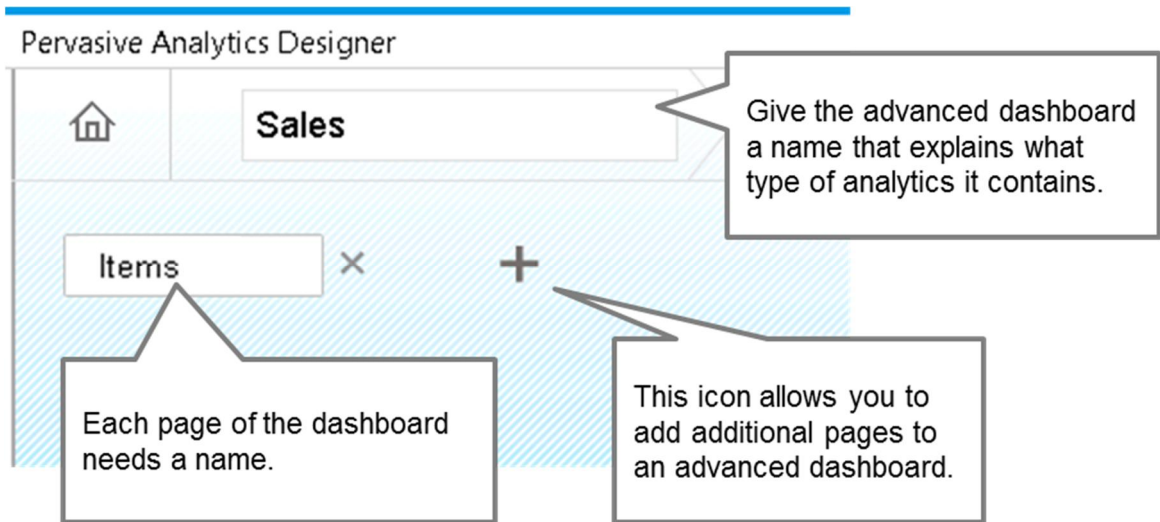 Pervasive Analytics Designer
Sales
Give the advanced dashboard
a name that explains what
type of analytics it contains.
Items
Each page of the dashboard
needs a name.
This icon allows you to
add additional pages to
an advanced dashboard.